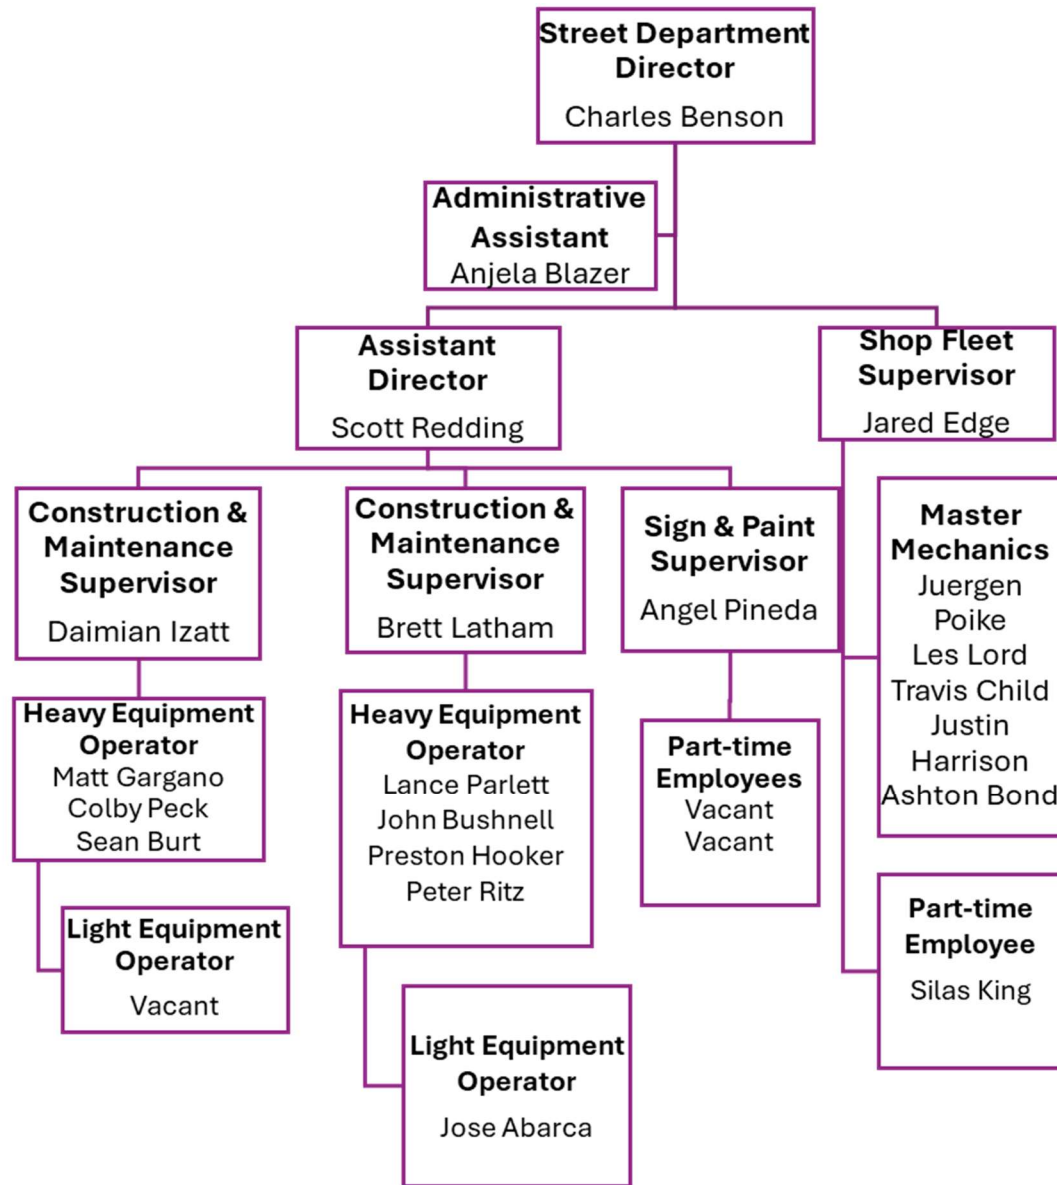 Street Department
Director
Charles Benson
Administrative
Assistant
Anjela Blazer
Assistant
Director
Scott Redding
Shop Fleet
Supervisor
Jared Edge
Construction &
Maintenance
Supervisor
Daimian Izatt
Construction &
Maintenance
Supervisor
Brett Latham
Sign & Paint
Supervisor
Angel Pineda
Master
Mechanics
Juergen
Poike
Les Lord
Travis Child
Justin
Harrison
Ashton Bond
Heavy Equipment
Operator
Matt Gargano
Colby Peck
Sean Burt
Heavy Equipment
Operator
Lance Parlett
John Bushnell
Preston Hooker
Peter Ritz
Part-time
Employees
Vacant
Vacant
Part-time
Employee
Silas King
Light Equipment
Operator
Vacant
Light Equipment
Operator
Jose Abarca